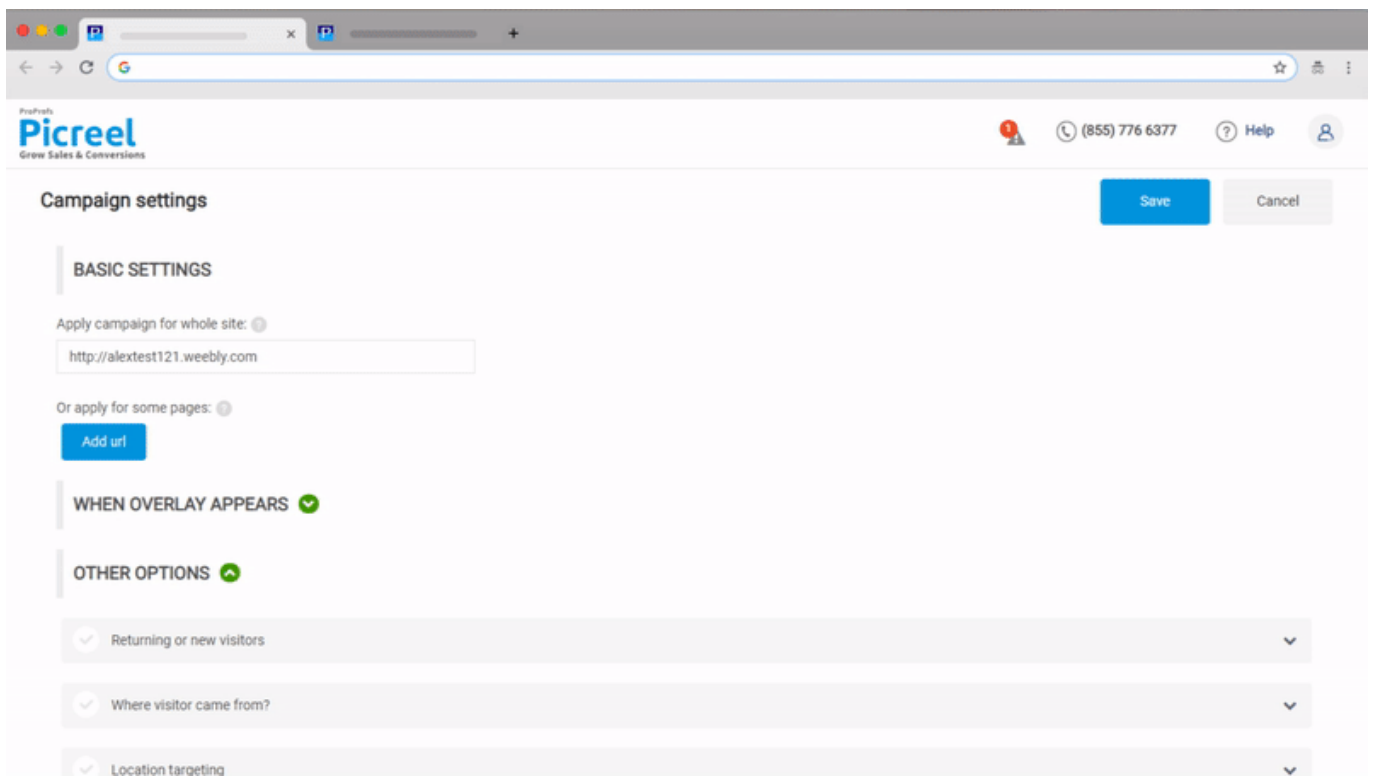 ProProfs
Picreel
Grow Sales & Conversions
1
(855) 776 6377
? Help
Campaign settings
Save
Cancel
BASIC SETTINGS
Apply campaign for whole site: ?
http://alextest121.weebly.com
Or apply for some pages: ?
Add url
WHEN OVERLAY APPEARS
OTHER OPTIONS
Returning or new visitors
Where visitor came from?
Location targeting